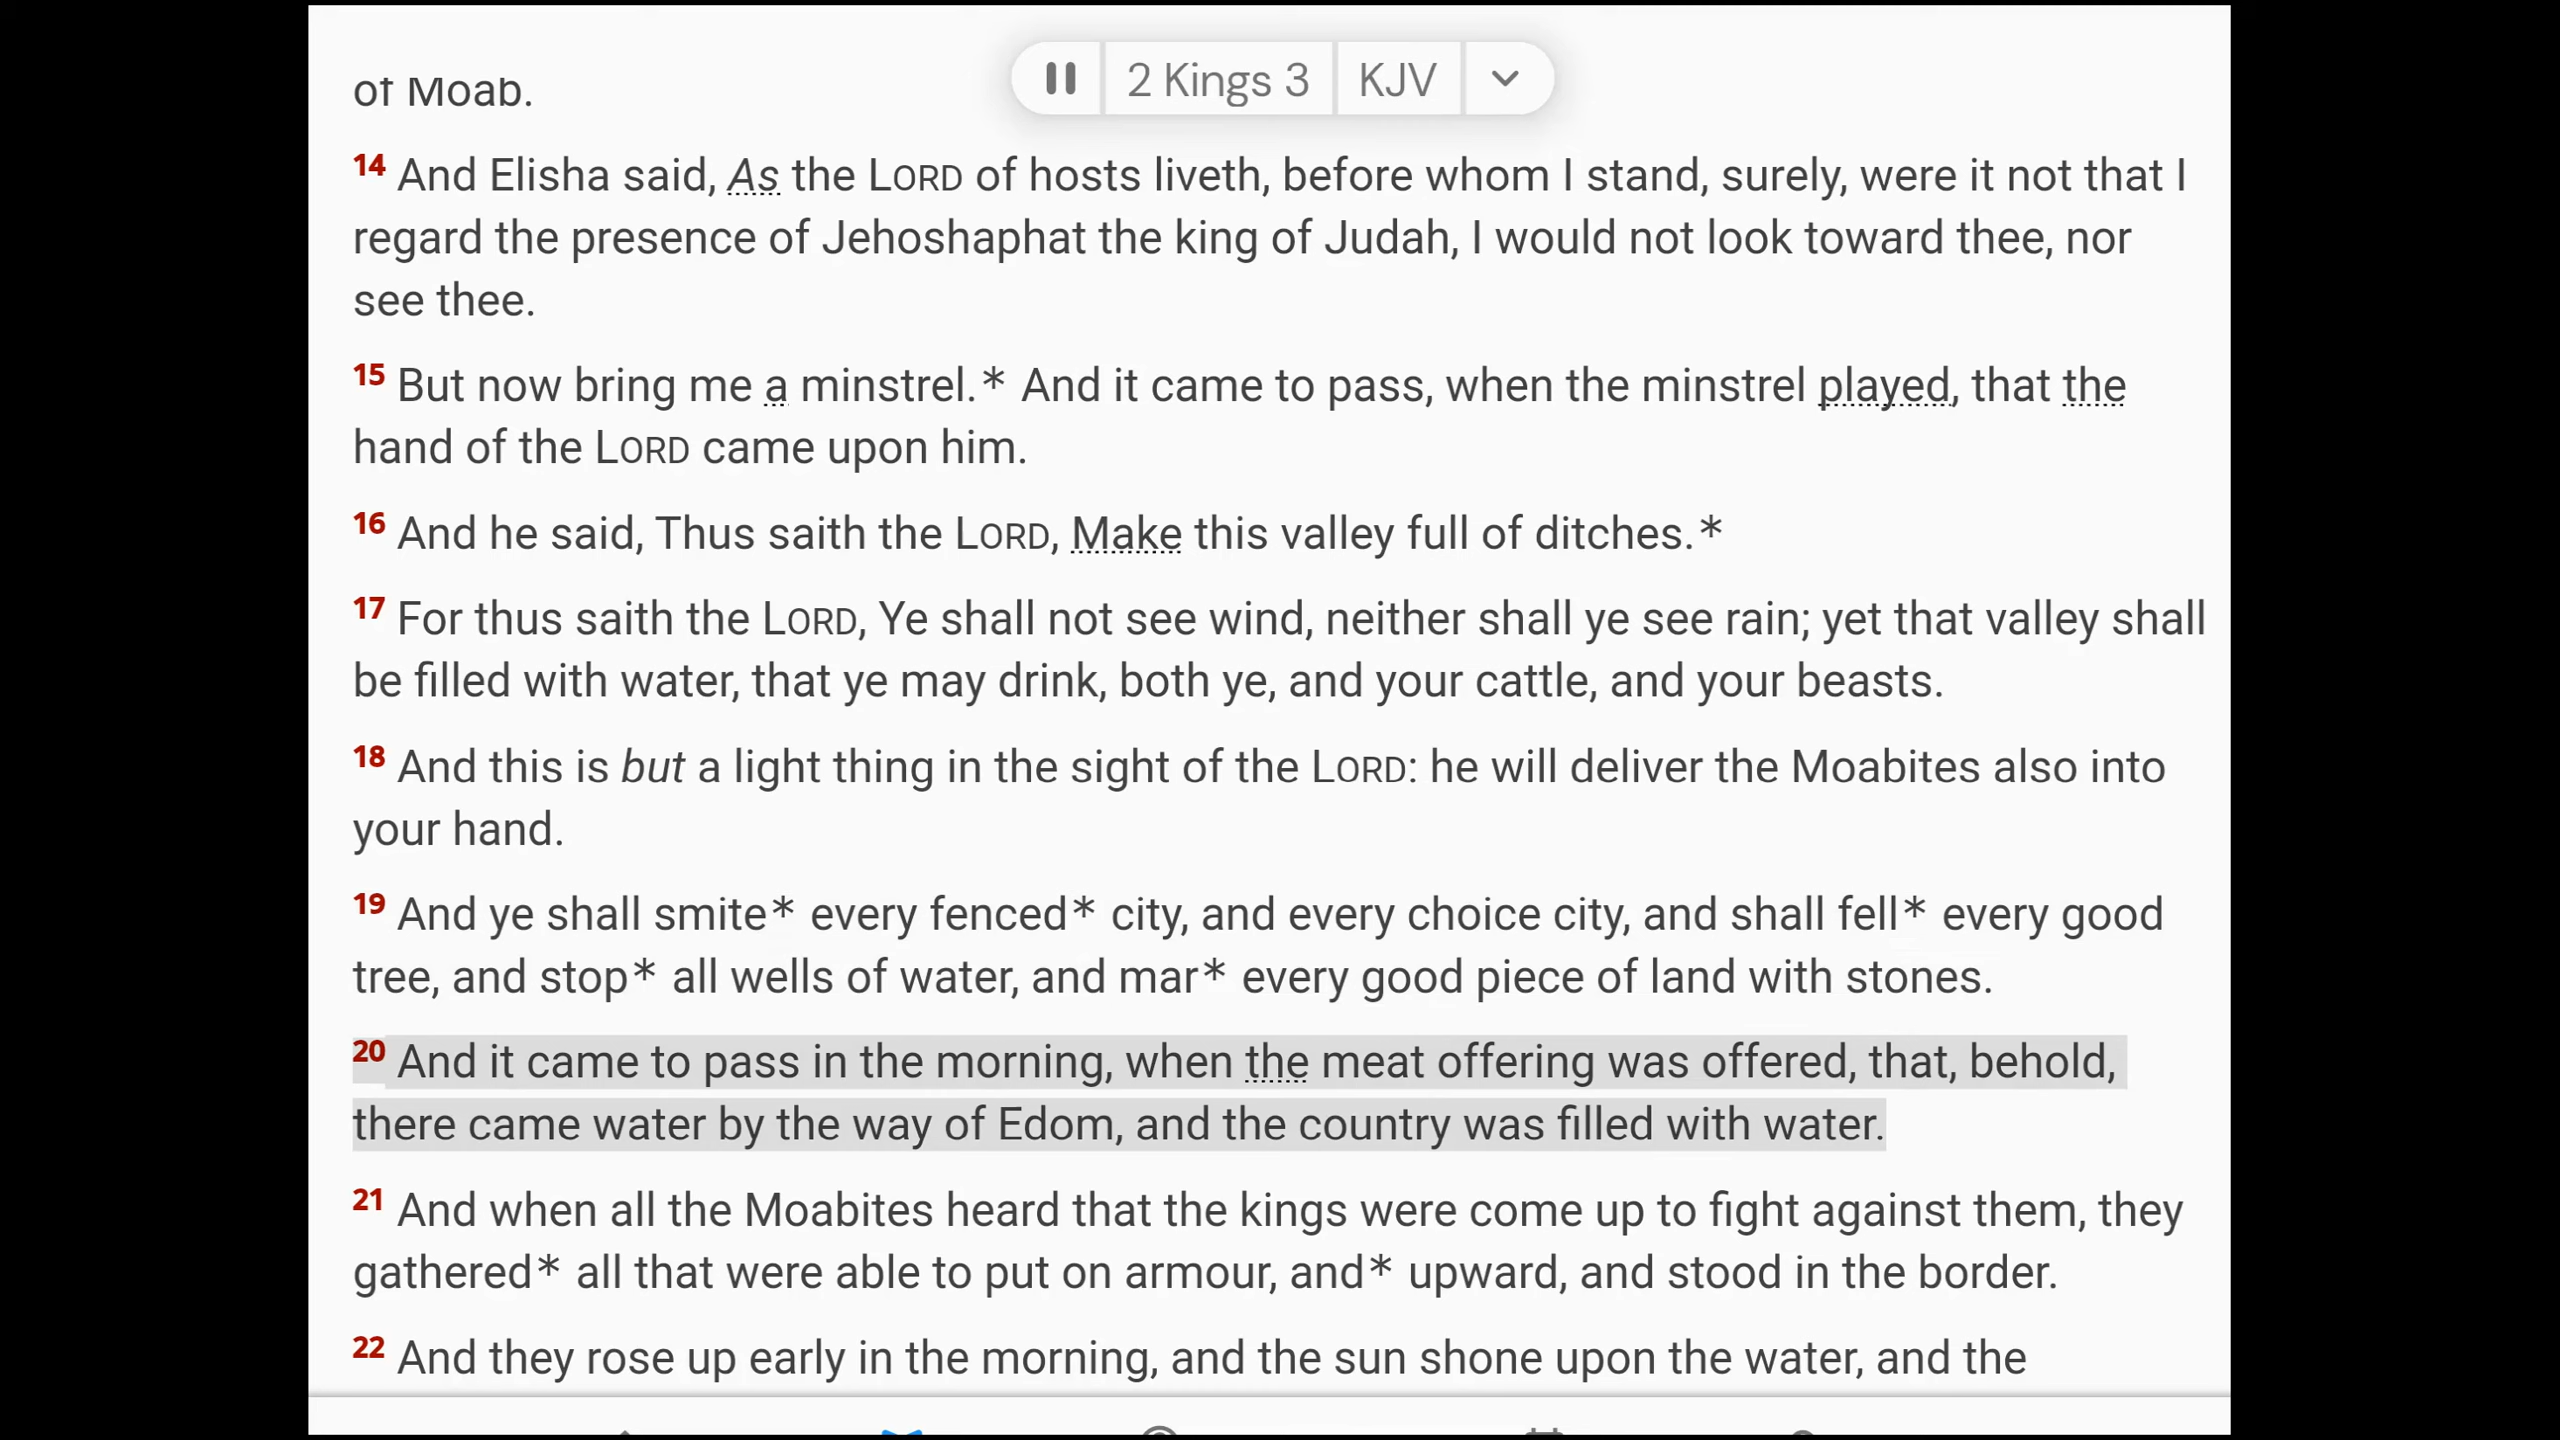 of Moab.
2 Kings 3 KJV
14 And Elisha said, As the LORD of hosts liveth, before whom I stand, surely, were it not that I
regard the presence of Jehoshaphat the king of Judah, I would not look toward thee, nor
see thee.
15 But now bring me a minstrel.* And it came to pass, when the minstrel played, that the
hand of the LORD came upon him.
16 And he said, Thus saith the LORD, Make this valley full of ditches.*
17 For thus saith the LORD, Ye shall not see wind, neither shall ye see rain; yet that valley shall
be filled with water, that ye may drink, both ye, and your cattle, and your beasts.
18 And this is but a light thing in the sight of the LORD: he will deliver the Moabites also into
your hand.
19 And ye shall smite* every fenced* city, and every choice city, and shall fell* every good
tree, and stop* all wells of water, and mar* every good piece of land with stones.
20 And it came to pass in the morning, when the meat offering was offered, that, behold,
there came water by the way of Edom, and the country was filled with water.
21 And when all the Moabites heard that the kings were come up to fight against them, they
gathered* all that were able to put on armour, and* upward, and stood in the border.
22 And they rose up early in the morning, and the sun shone upon the water, and the